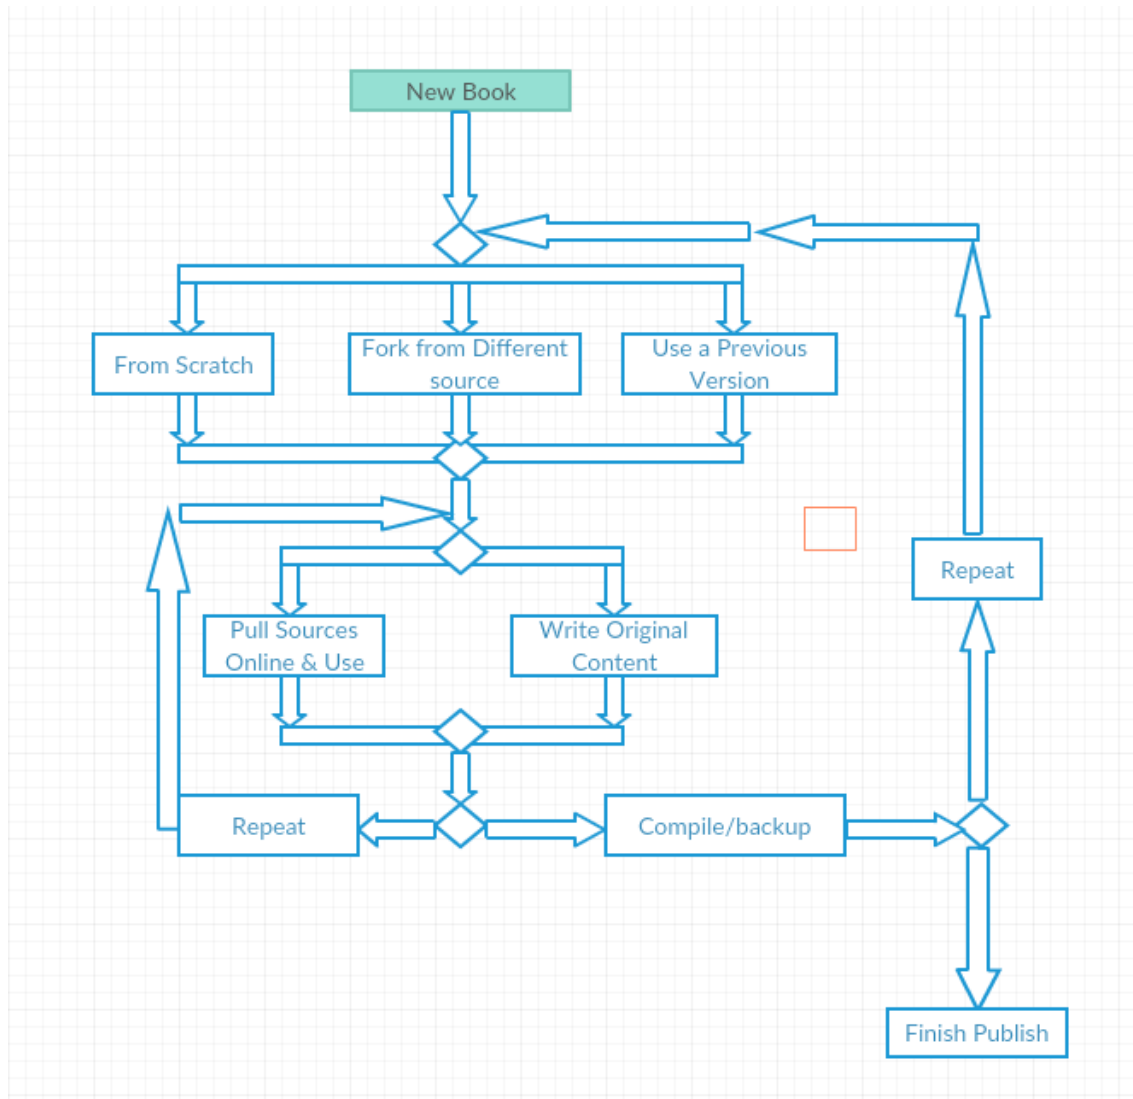 New Book
From Scratch
Fork from Different
source
Use a Previous
Version
Pull Sources
Online & Use
Write Original
Content
Repeat
Repeat
Compile/backup
Finish Publish